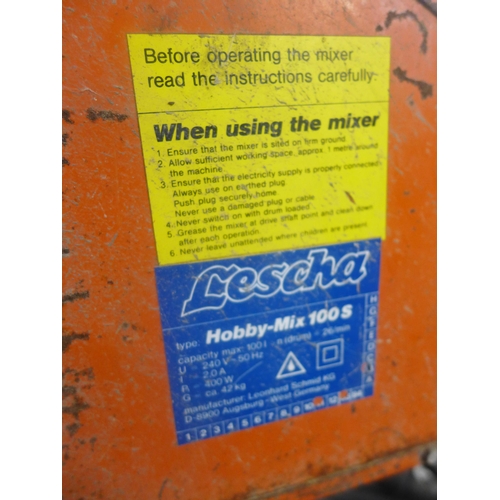 Before operating the mixer
read the instructions carefully.
When using the mixer
1. Ensure that the mixer is sited on firm ground
2. Allow sufficient working space, approx. 1 metre around
the machine.
3. Ensure that the electricity supply is properly connected.
Always use an earthed plug.
Push plug securely home.
Never use a damaged plug or cable.
4. Never switch on with drum loaded.
5. Grease the mixer at drive shaft point and clean down
after each operation.
6. Never leave unattended where children are present.
Lescha
type: Hobby-Mix 100 S
capacity max: 100 l - n (drum) = 26/min
U = 240 V~50 Hz
I = 2.0 A
P = 400 W
G = ca. 42 kg
manufacturer: Leonhard Schmid KG
D-8900 Augsburg - West Germany
1 2 3 4 5 6 7 8 9 10 12
H G F E D C A